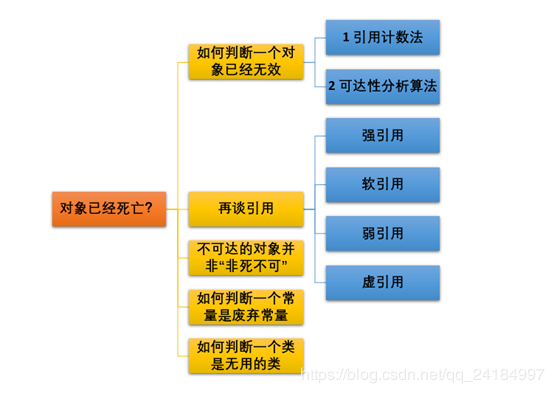 对象已经死亡？
如何判断一个对
象已经无效
1 引用计数法
2 可达性分析算法
再谈引用
强引用
软引用
弱引用
虚引用
不可达的对象并
非“非死不可”
如何判断一个常
量是废弃常量
如何判断一个类
是无用的类
https://blog.csdn.net/qq_24184997